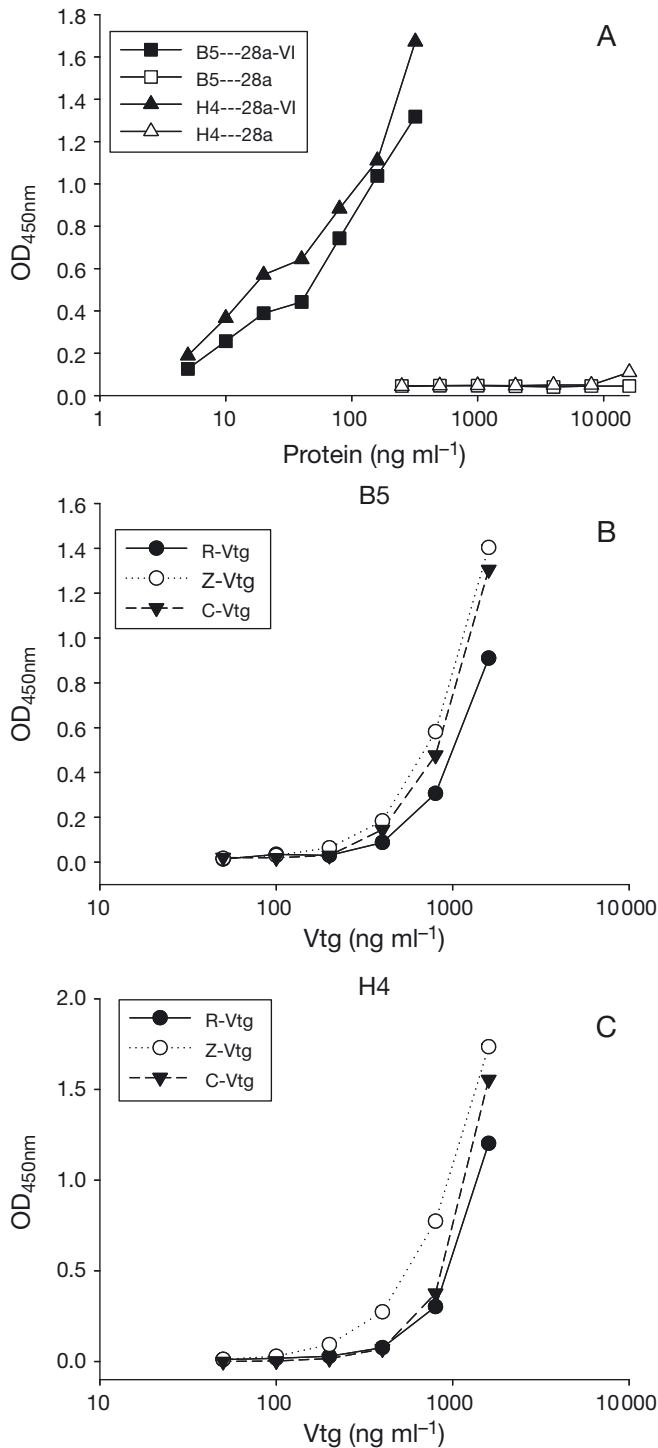 A
1.8
1.6
1.4
1.2
1.0
0.8
0.6
0.4
0.2
0.0
OD450nm
B5---28a-VI
B5---28a
H4---28a-VI
H4---28a
1 10 100 1000 10000
Protein (ng ml–1)
B5
B
1.6
1.4
1.2
1.0
0.8
0.6
0.4
0.2
0.0
OD450nm
R-Vtg
Z-Vtg
C-Vtg
10 100 1000 10000
Vtg (ng ml–1)
H4
C
2.0
1.5
1.0
0.5
0.0
OD450nm
R-Vtg
Z-Vtg
C-Vtg
10 100 1000 10000
Vtg (ng ml–1)